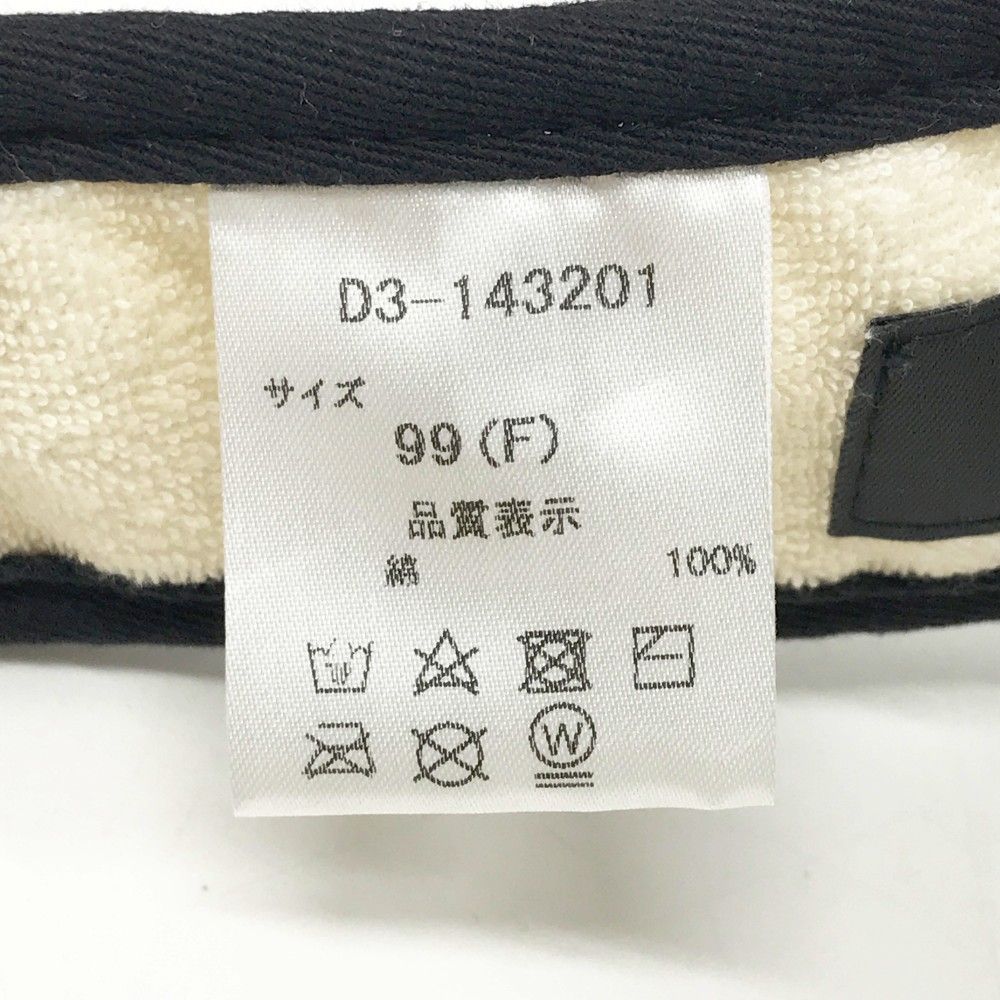 D3-143201
サイズ
99(F)
品質表示
綿 100%
W